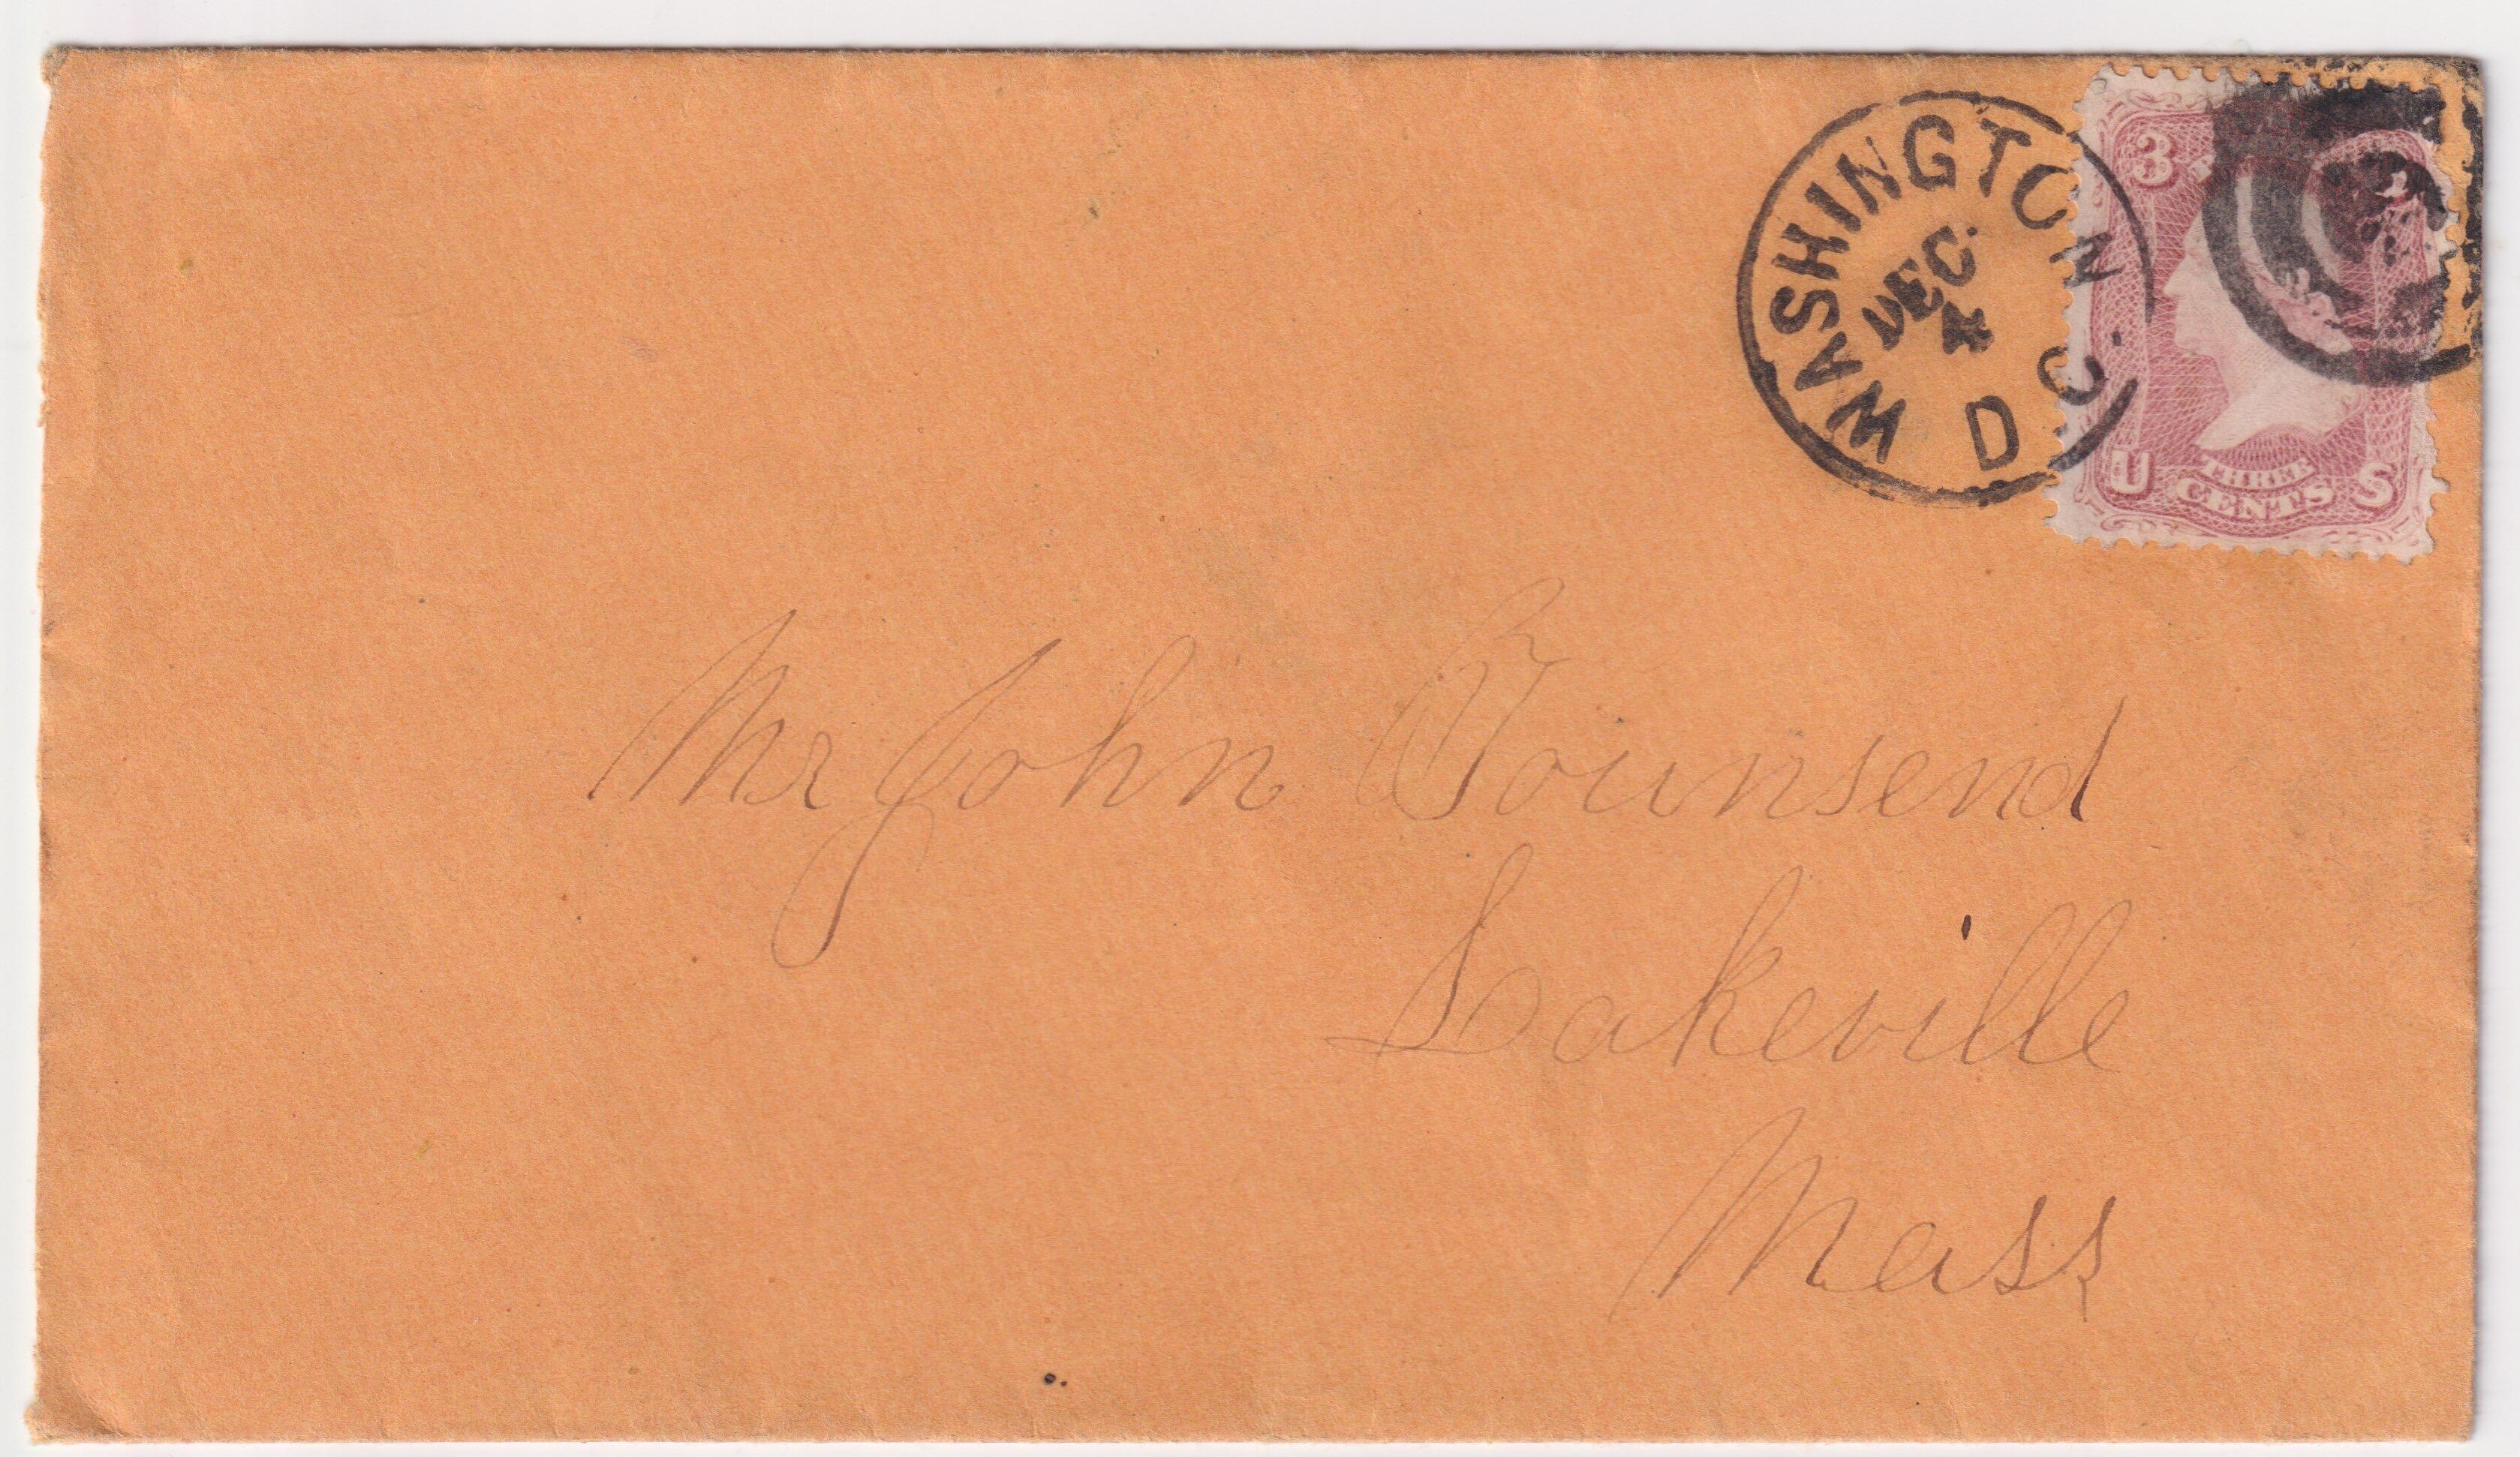 WASHINGTON D.C.
DEC.
4
3
U S
THREE
CENTS
Mr John Townsend
Lakeville
Mass